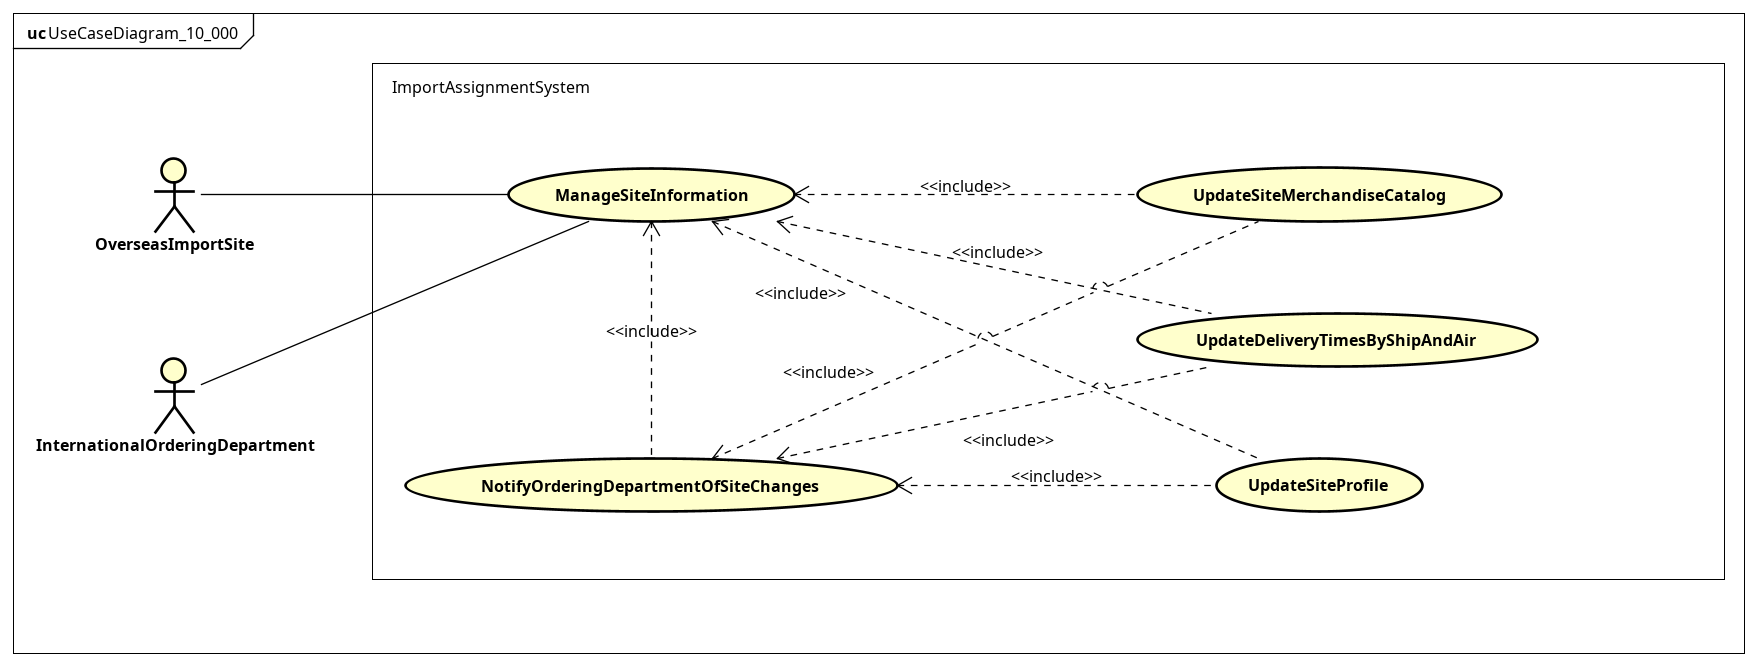 uc UseCaseDiagram_10_000
ImportAssignmentSystem
ManageSiteInformation
<<include>>
UpdateSiteMerchandiseCatalog
OverseasImportSite
<<include>>
<<include>>
<<include>>
UpdateDeliveryTimesByShipAndAir
<<include>>
InternationalOrderingDepartment
<<include>>
<<include>>
NotifyOrderingDepartmentOfSiteChanges
UpdateSiteProfile